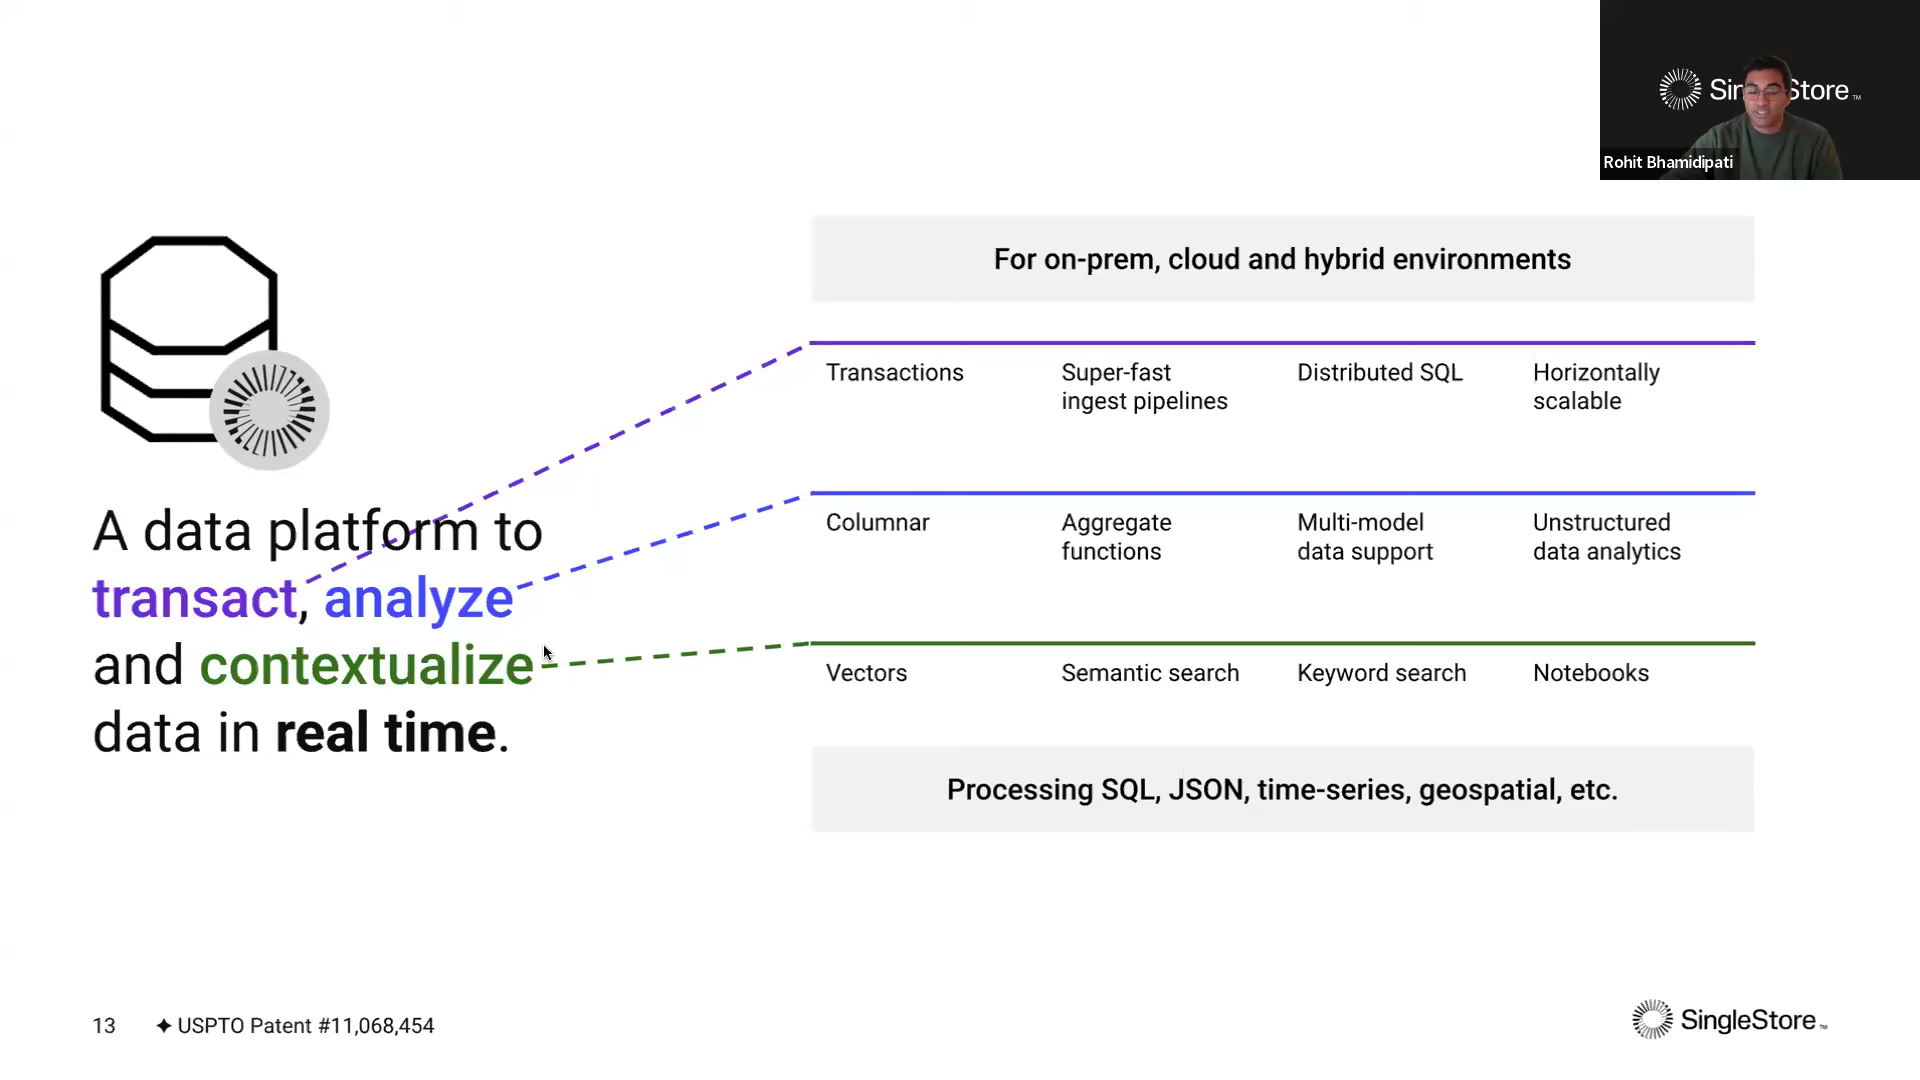 SingleStore™
Rohit Bhamidipati
For on-prem, cloud and hybrid environments
A data platform to
transact, analyze
and contextualize
data in real time.
Transactions
Super-fast
ingest pipelines
Distributed SQL
Horizontally
scalable
Columnar
Aggregate
functions
Multi-model
data support
Unstructured
data analytics
Vectors
Semantic search
Keyword search
Notebooks
Processing SQL, JSON, time-series, geospatial, etc.
13
✦ USPTO Patent #11,068,454
SingleStore™